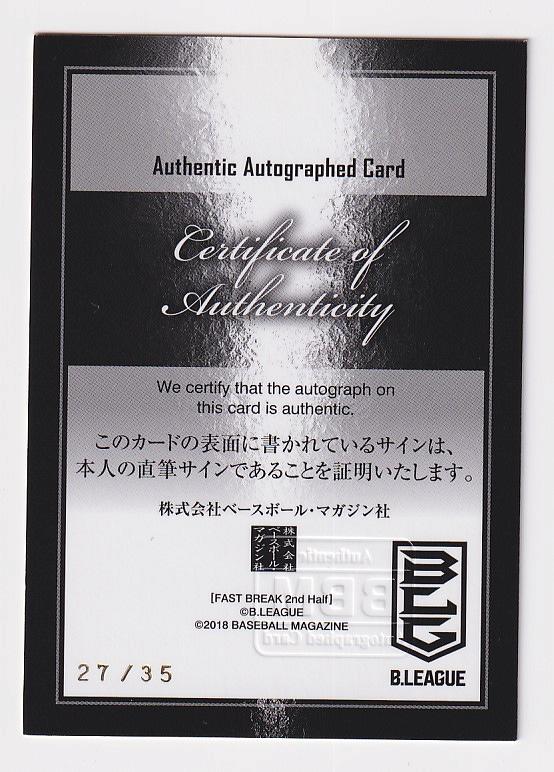 Authentic Autographed Card
Certificate of
Authenticity
We certify that the autograph on
this card is authentic.
このカードの表面に書かれているサインは、
本人の直筆サインであることを証明いたします。
株式会社ベースボール・マガジン社
株式会社
ベースボール・
マガジン社
[FAST BREAK 2nd Half]
©B.LEAGUE
©2018 BASEBALL MAGAZINE
Authentic
BBM
Autographed Card
27/35
BLG
B.LEAGUE